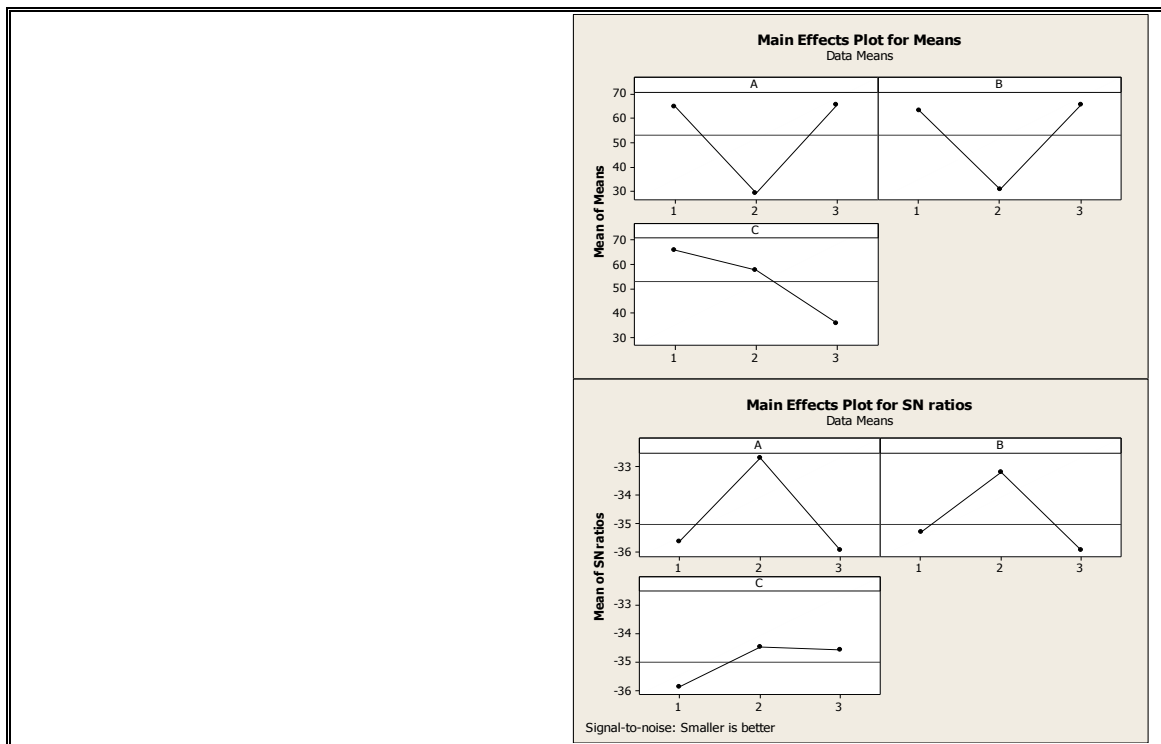 Main Effects Plot for Means
Data Means
A B
70
60
50
40
30
1 2 3 1 2 3
C
70
60
50
40
30
1 2 3
Mean of Means
Main Effects Plot for SN ratios
Data Means
A B
-33
-34
-35
-36
1 2 3 1 2 3
C
-33
-34
-35
-36
1 2 3
Mean of SN ratios
Signal-to-noise: Smaller is better